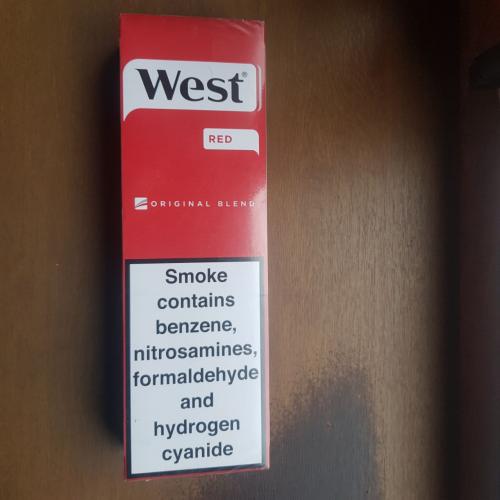 West®
RED
ORIGINAL BLEND
Smoke
contains
benzene,
nitrosamines,
formaldehyde
and
hydrogen
cyanide